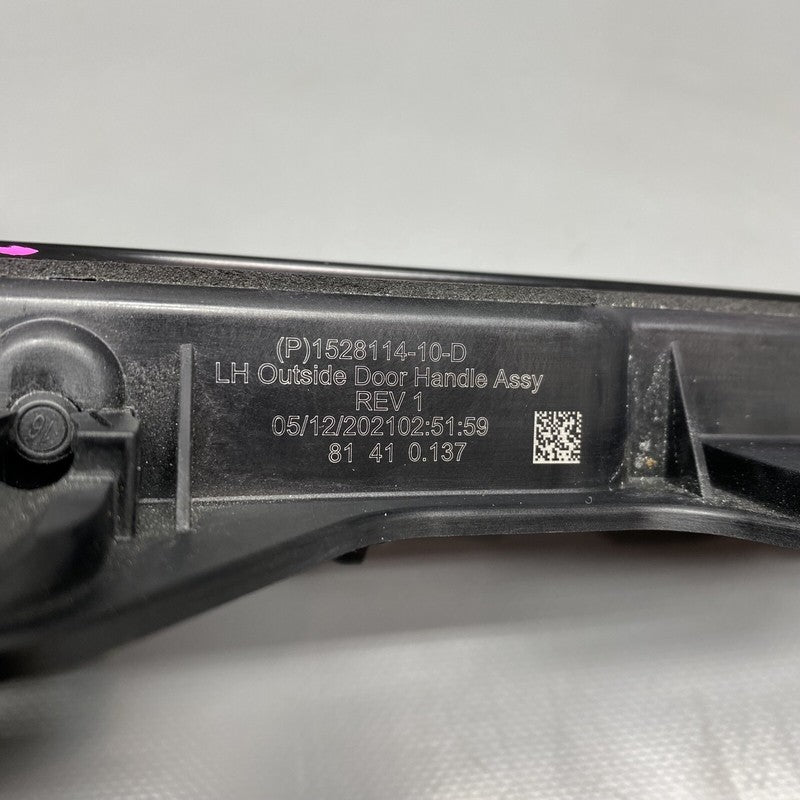 (P)1528114-10-D
LH Outside Door Handle Assy
REV 1
05/12/202102:51:59
81 41 0.137